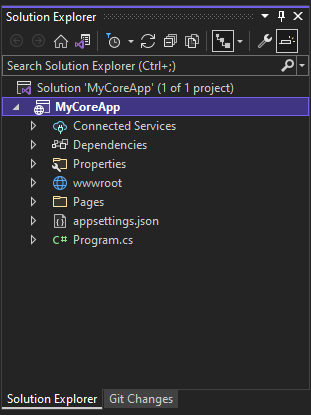 Solution Explorer
Search Solution Explorer (Ctrl+;)
Solution 'MyCoreApp' (1 of 1 project)
MyCoreApp
Connected Services
Dependencies
Properties
wwwroot
Pages
appsettings.json
C# Program.cs
Solution Explorer Git Changes